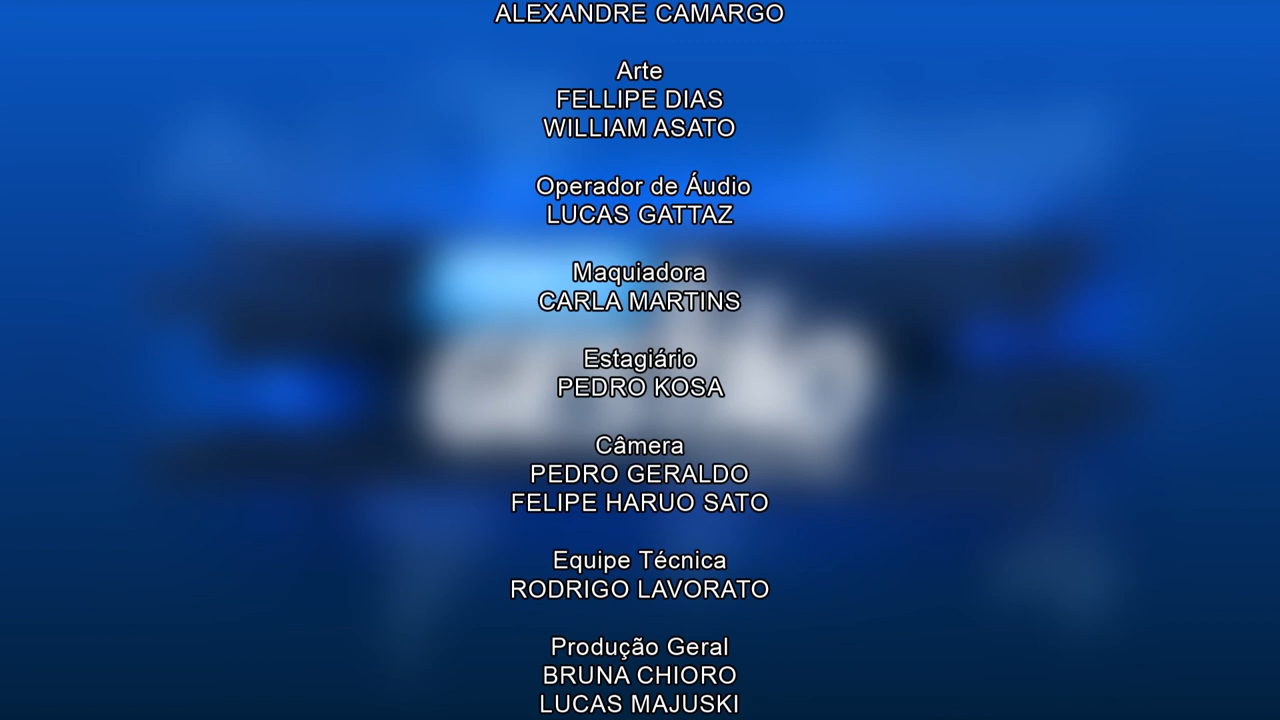 ALEXANDRE CAMARGO
Arte
FELLIPE DIAS
WILLIAM ASATO
Operador de Áudio
LUCAS GATTAZ
Maquiadora
CARLA MARTINS
Estagiário
PEDRO KOSA
Câmera
PEDRO GERALDO
FELIPE HARUO SATO
Equipe Técnica
RODRIGO LAVORATO
Produção Geral
BRUNA CHIORO
LUCAS MAJUSKI